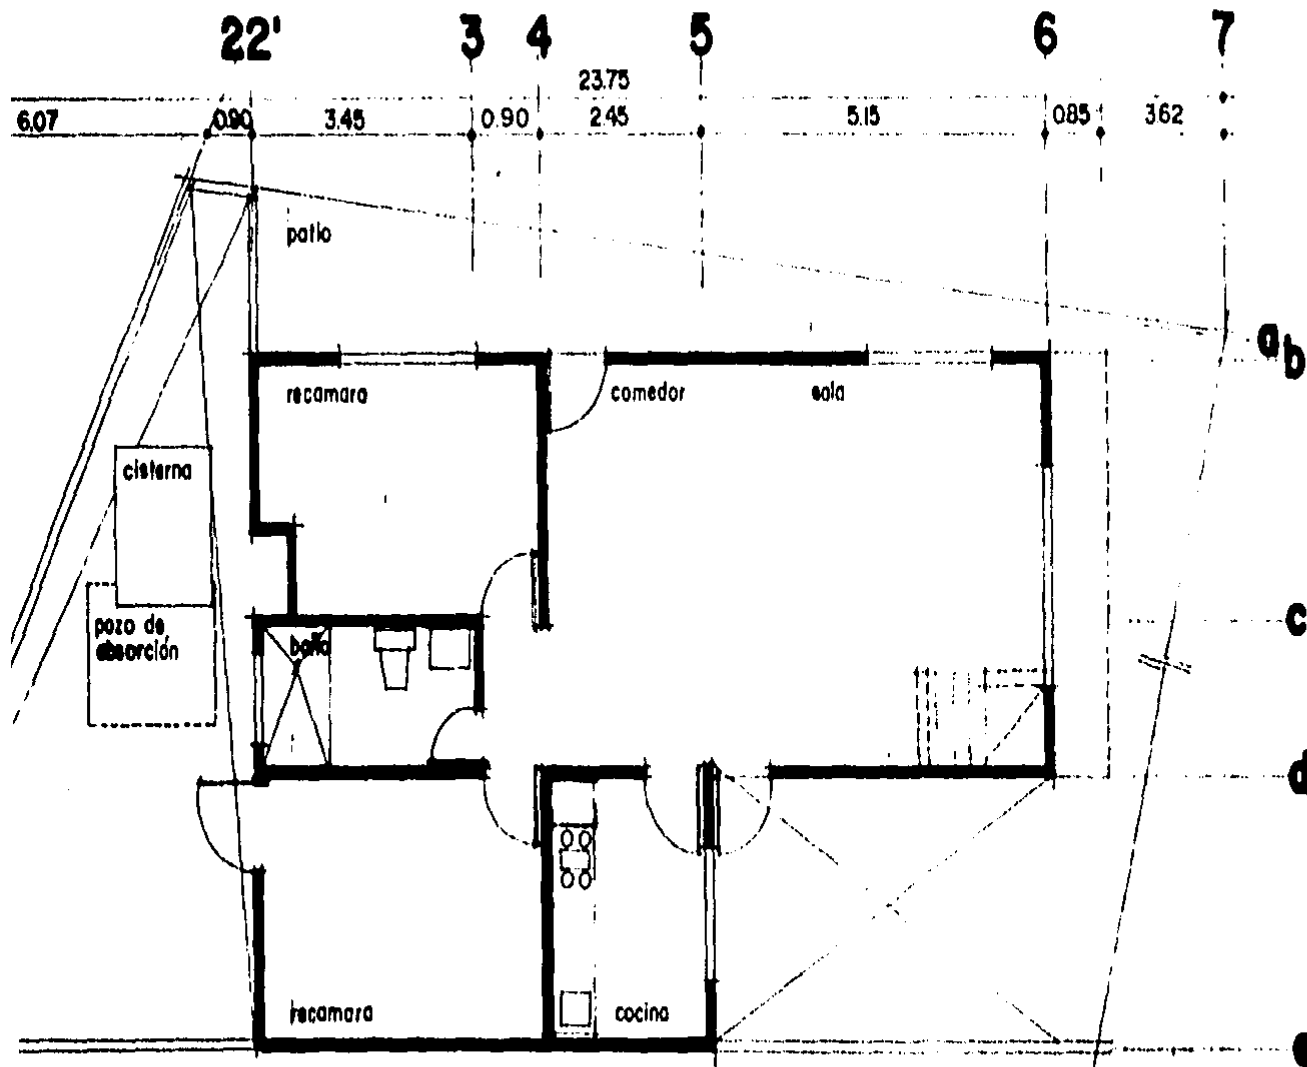 22' 3 4 5 6 7
23.75
6.07 0.90 3.45 0.90 2.45 5.15 0.85 3.62
patio
a
b
recamara comedor sala
cisterna
c
pozo de
absorción
baño
d
recamara cocina